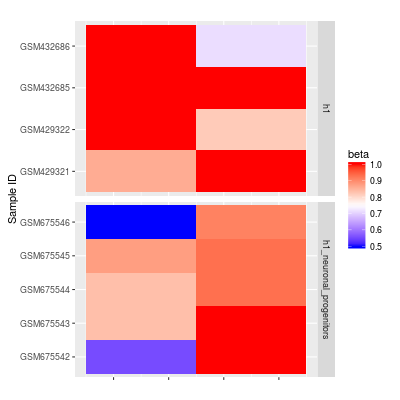 Sample ID
GSM432686
GSM432685
GSM429322
GSM429321
h1
GSM675546
GSM675545
GSM675544
GSM675543
GSM675542
h1_neuronal_progenitors
beta
1.0
0.9
0.8
0.7
0.6
0.5